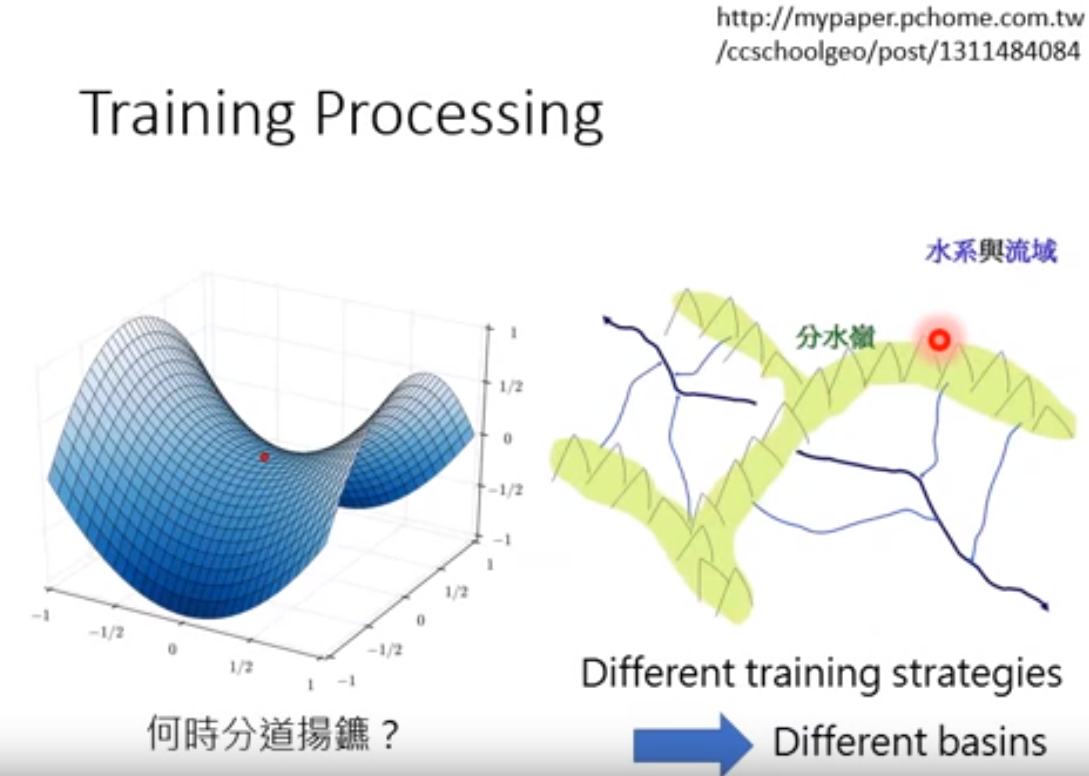 http://mypaper.pchome.com.tw
/ccschoolgeo/post/1311484084
Training Processing
水系與流域
分水嶺
1
1/2
0
-1/2
-1
1
1/2
0
-1/2
-1
-1
-1/2
0
1/2
1
何時分道揚鑣？
Different training strategies
Different basins